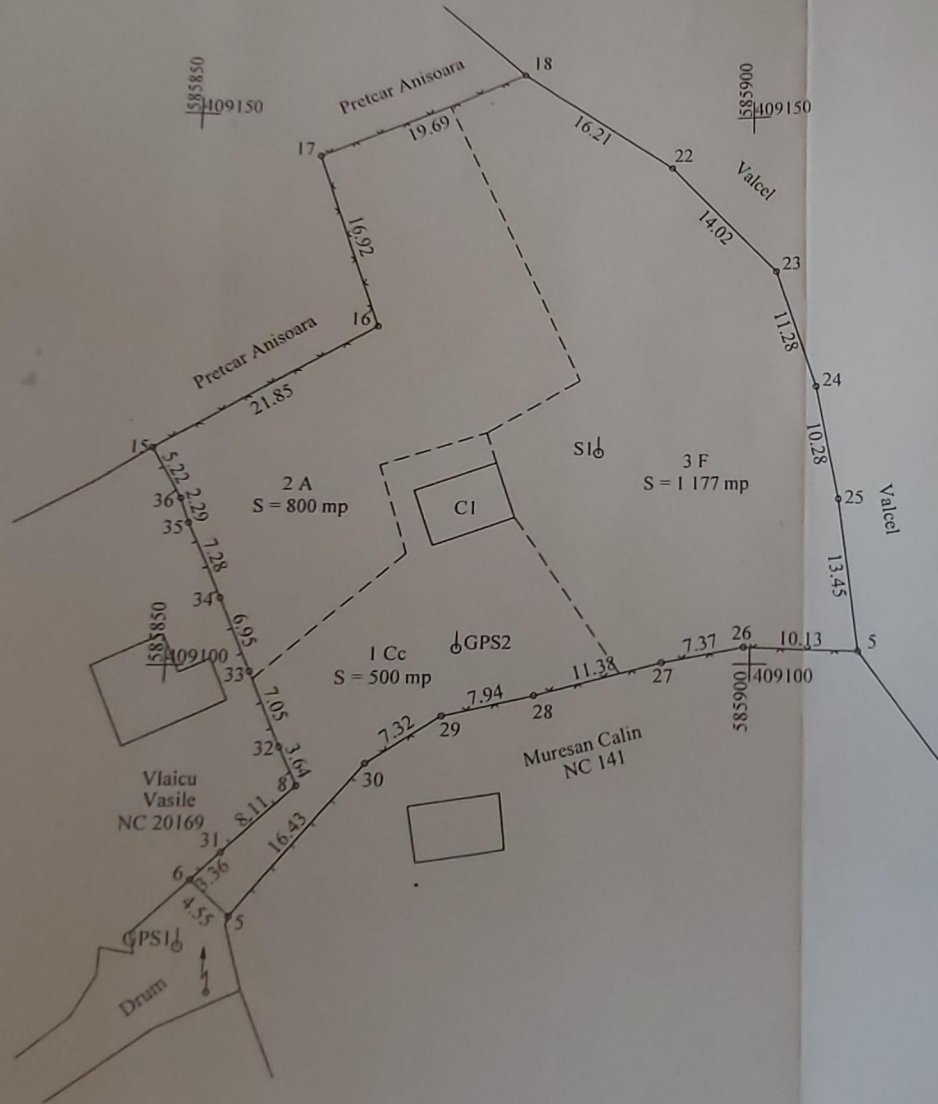 18
585850
409150
Pretcar Anisoara
19.69
585900
409150
17
16.21
22
Valcel
14.02
16.92
23
16
11.28
Pretcar Anisoara
21.85
24
15
5.22
10.28
S1
3 F
S = 1 177 mp
2 A
S = 800 mp
36
2.29
35
C1
25
Valcel
7.28
13.45
34
6.95
585850
409100
33
1 Cc
S = 500 mp
GPS2
7.05
11.38
27
7.37
26
10.13
5
585900
409100
7.94
28
7.32
29
32
3.64
8
30
Muresan Calin
NC 141
Vlaicu
Vasile
NC 20169
8.11
31
16.43
6
3.36
4.55
5
GPS1
Drum